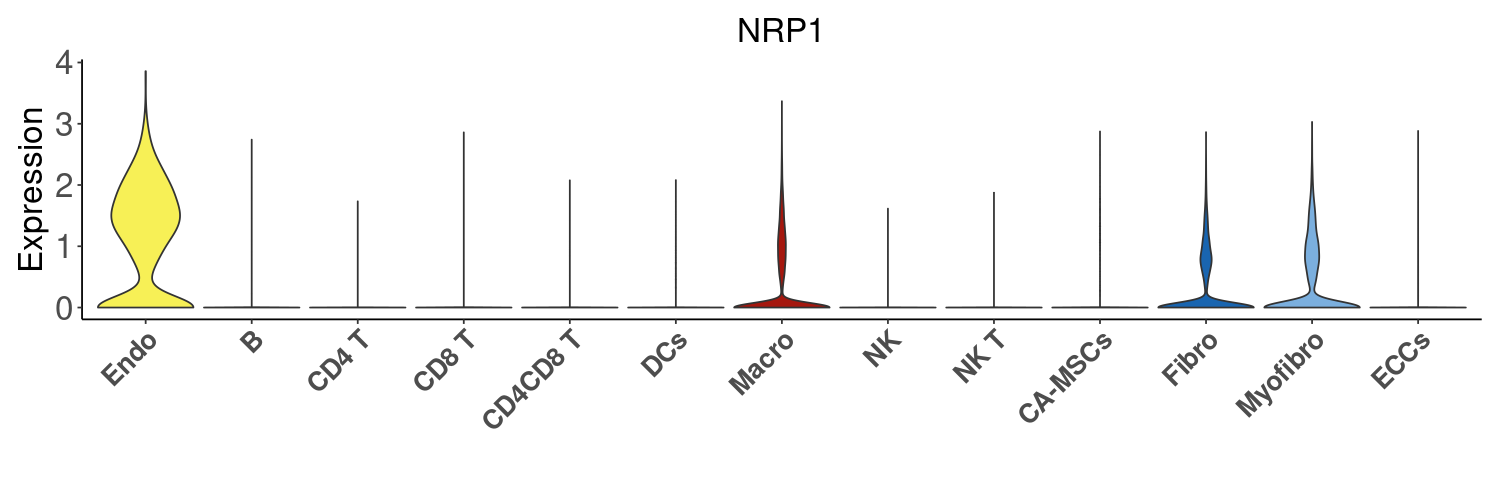 NRP1
Expression
4
3
2
1
0
Endo
B
CD4 T
CD8 T
CD4CD8 T
DCs
Macro
NK
NK T
CA-MSCs
Fibro
Myofibro
ECCs